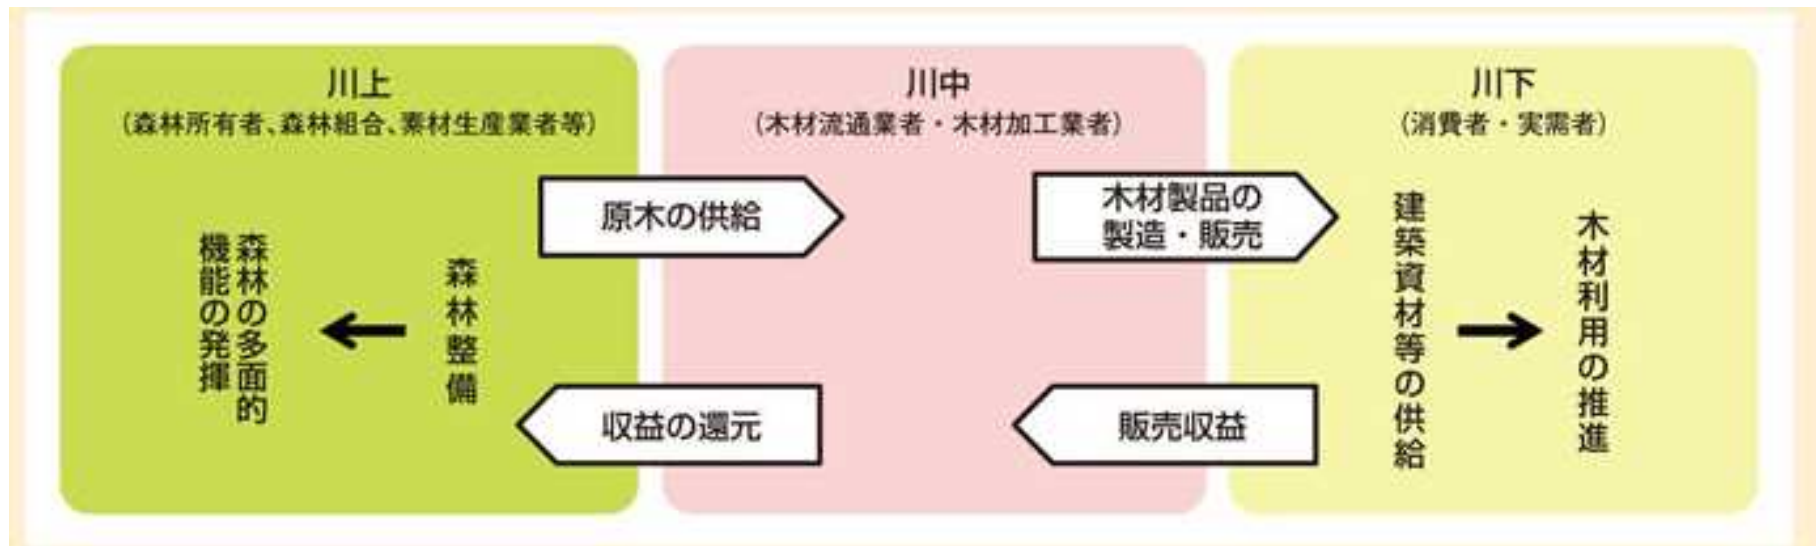 川上
（森林所有者、森林組合、素材生産業者等）
原木の供給
森林整備
森林の多面的
機能の発揮
収益の還元
川中
（木材流通業者・木材加工業者）
木材製品の
製造・販売
販売収益
川下
（消費者・実需者）
建築資材等の供給
木材利用の推進